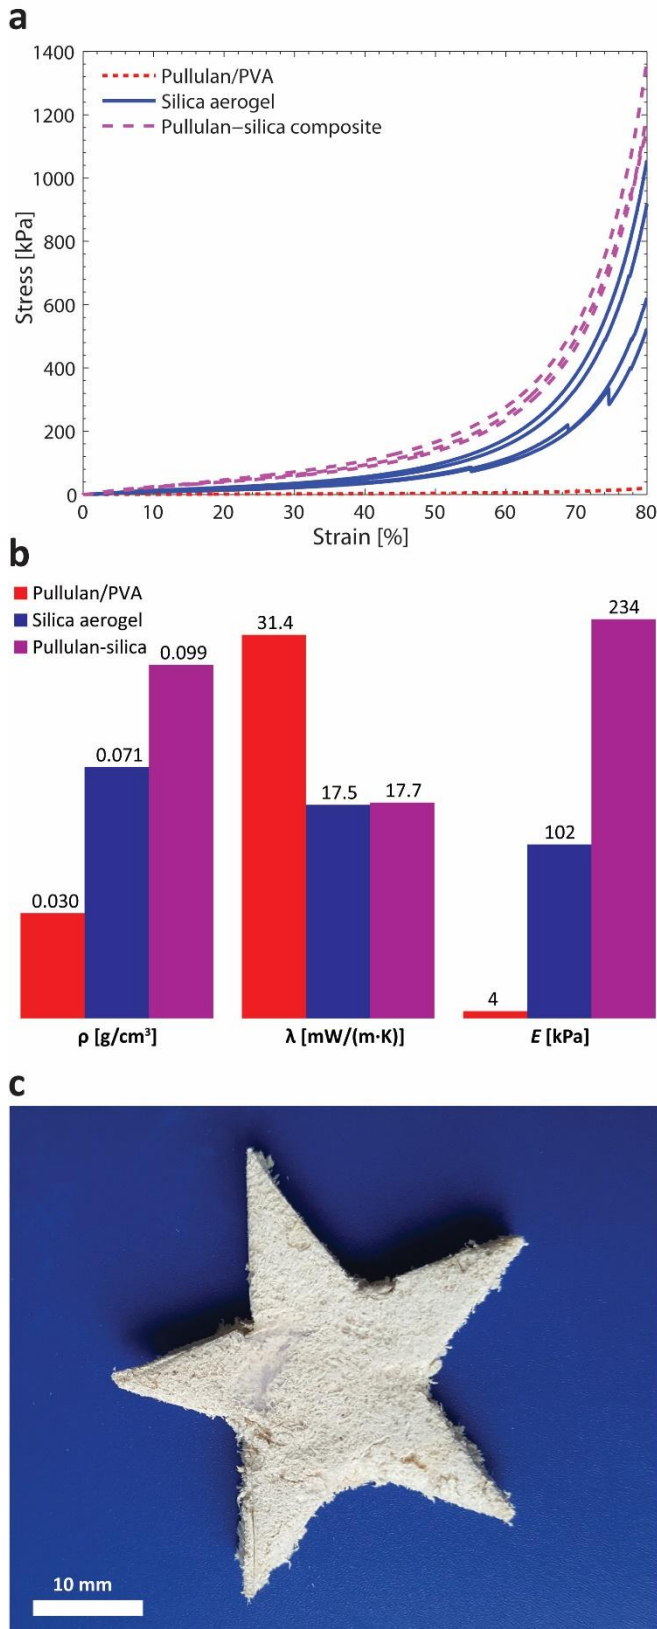 a
1400
1200
1000
800
600
400
200
0
Stress [kPa]
Pullulan/PVA
Silica aerogel
Pullulan–silica composite
0 10 20 30 40 50 60 70 80
Strain [%]
b
Pullulan/PVA
Silica aerogel
Pullulan-silica
0.030
0.071
0.099
ρ [g/cm³]
31.4
17.5
17.7
λ [mW/(m·K)]
4
102
234
E [kPa]
c
10 mm